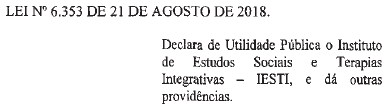 LEI Nº 6.353 DE 21 DE AGOSTO DE 2018.
Declara de Utilidade Pública o Instituto
de Estudos Sociais e Terapias
Integrativas – IESTI, e dá outras
providências.